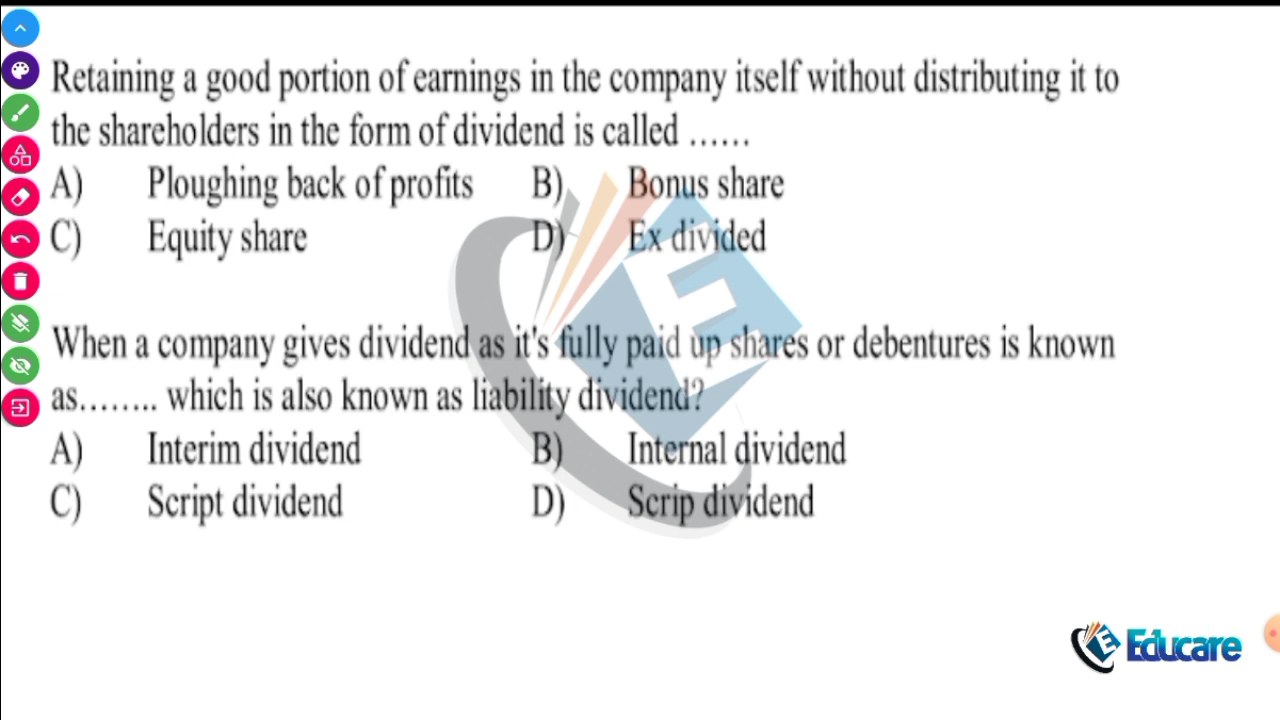 Retaining a good portion of earnings in the company itself without distributing it to
the shareholders in the form of dividend is called ......
A) Ploughing back of profits B) Bonus share
C) Equity share D) Ex divided
When a company gives dividend as it's fully paid up shares or debentures is known
as........ which is also known as liability dividend?
A) Interim dividend B) Internal dividend
C) Script dividend D) Scrip dividend
E
E Educare